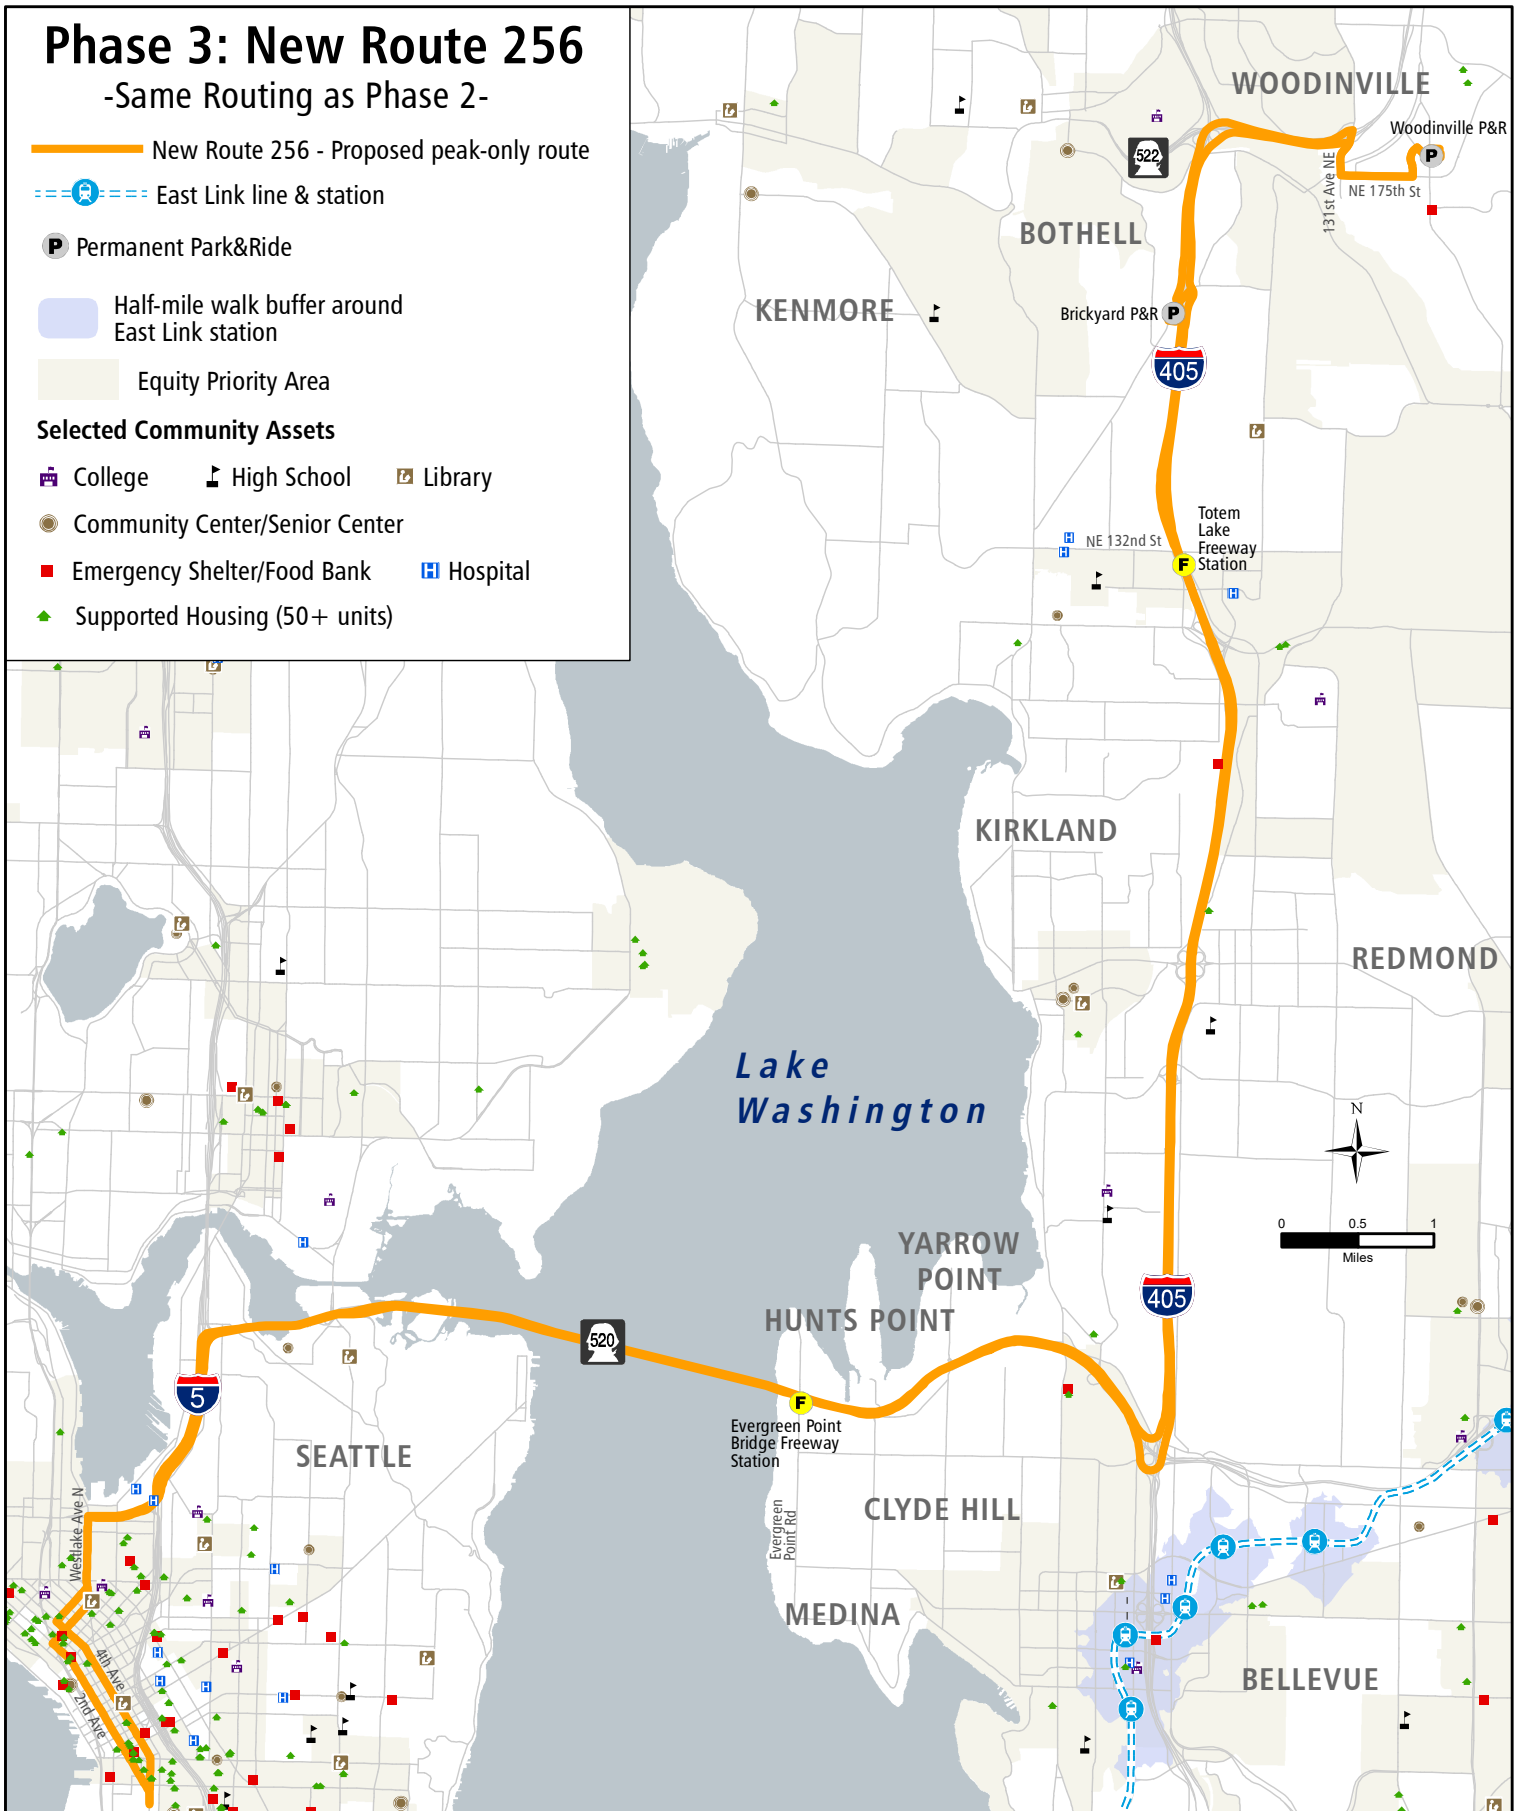 Phase 3: New Route 256
-Same Routing as Phase 2-
New Route 256 - Proposed peak-only route
East Link line & station
P Permanent Park&Ride
Half-mile walk buffer around
East Link station
Equity Priority Area
Selected Community Assets
College
High School
Library
Community Center/Senior Center
Emergency Shelter/Food Bank
H Hospital
Supported Housing (50+ units)
WOODINVILLE
Woodinville P&R
P
522
131st Ave NE
NE 175th St
BOTHELL
KENMORE
Brickyard P&R
P
405
Totem
Lake
Freeway
Station
F
NE 132nd St
KIRKLAND
REDMOND
Lake
Washington
N
0 0.5 1
Miles
YARROW
POINT
HUNTS POINT
405
520
5
F
Evergreen Point
Bridge Freeway
Station
SEATTLE
Westlake Ave N
Evergreen
Point Rd
CLYDE HILL
MEDINA
4th Ave
2nd Ave
BELLEVUE